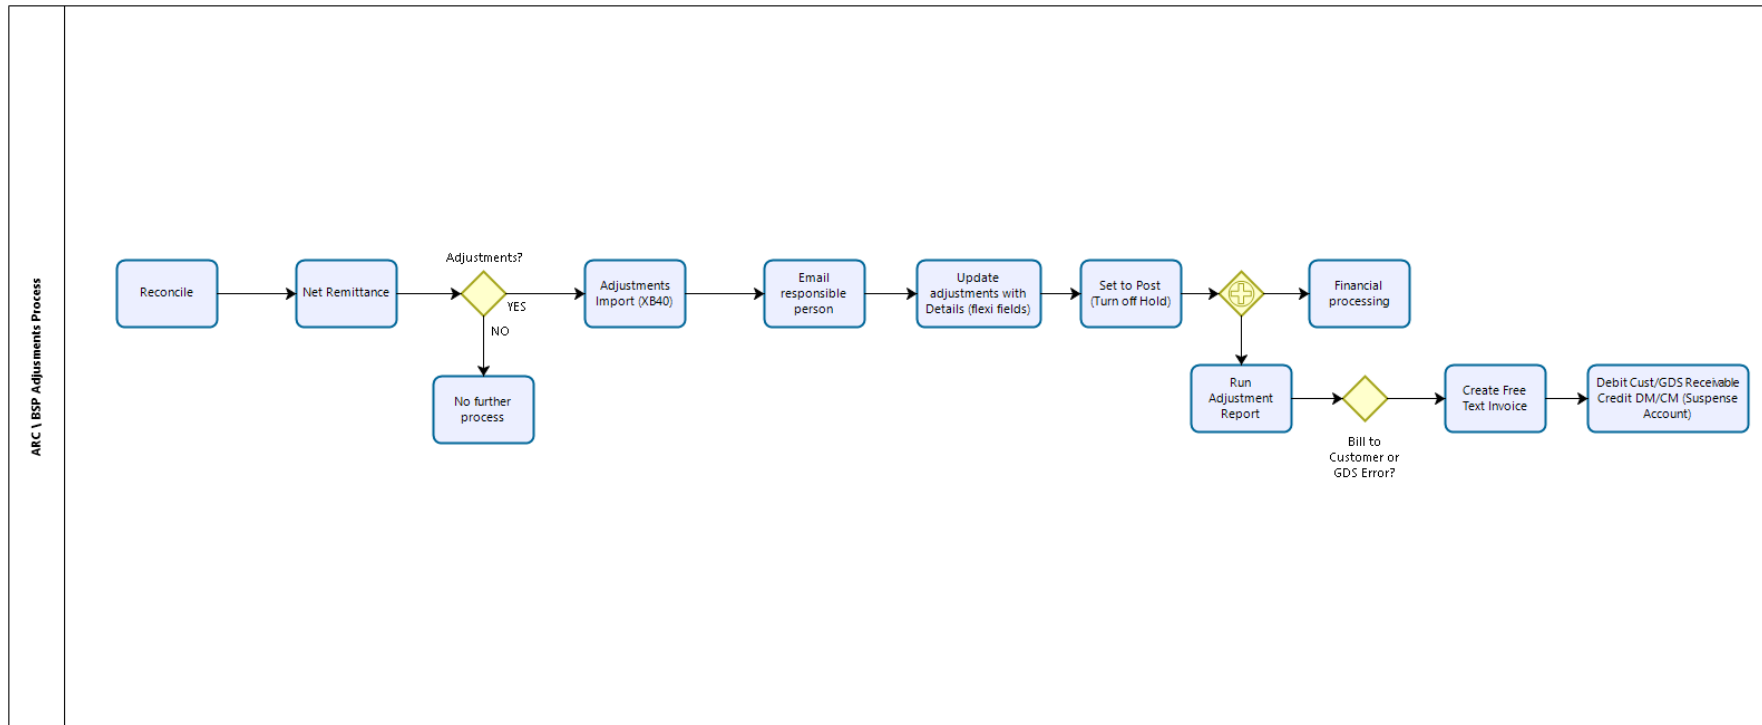 ARC \ BSP Adjusments Process
Reconcile
Net Remittance
Adjustments?
YES
NO
No further
process
Adjustments
Import (XB40)
Email
responsible
person
Update
adjustments with
Details (flexi fields)
Set to Post
(Turn off Hold)
Financial
processing
Run
Adjustment
Report
Bill to
Customer or
GDS Error?
Create Free
Text Invoice
Debit Cust/GDS Receivable
Credit DM/CM (Suspense
Account)